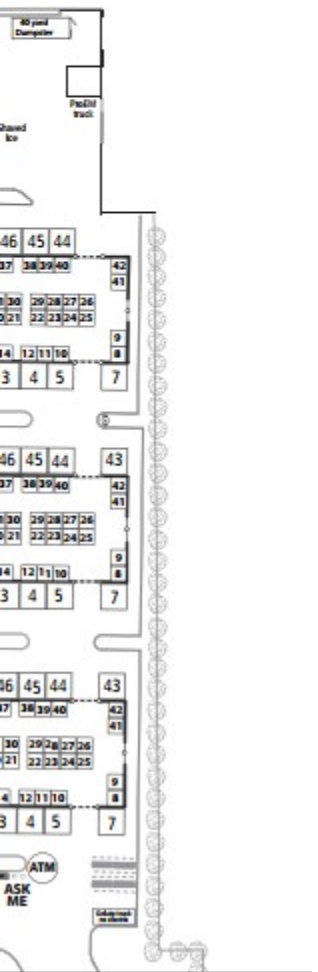 40 yard
Dumpster
ProEM
truck
Shaved
Ice
46 45 44
37 38 39 40 42
41
30 29 28 27 26
21 22 23 24 25
9
14 12 11 10 8
3 4 5 7
46 45 44 43
37 38 39 40 42
41
30 29 28 27 26
21 22 23 24 25
9
14 12 11 10 8
3 4 5 7
46 45 44 43
37 38 39 40 42
41
30 29 28 27 26
21 22 23 24 25
9
4 12 11 10 8
3 4 5 7
ATM
ASK
ME